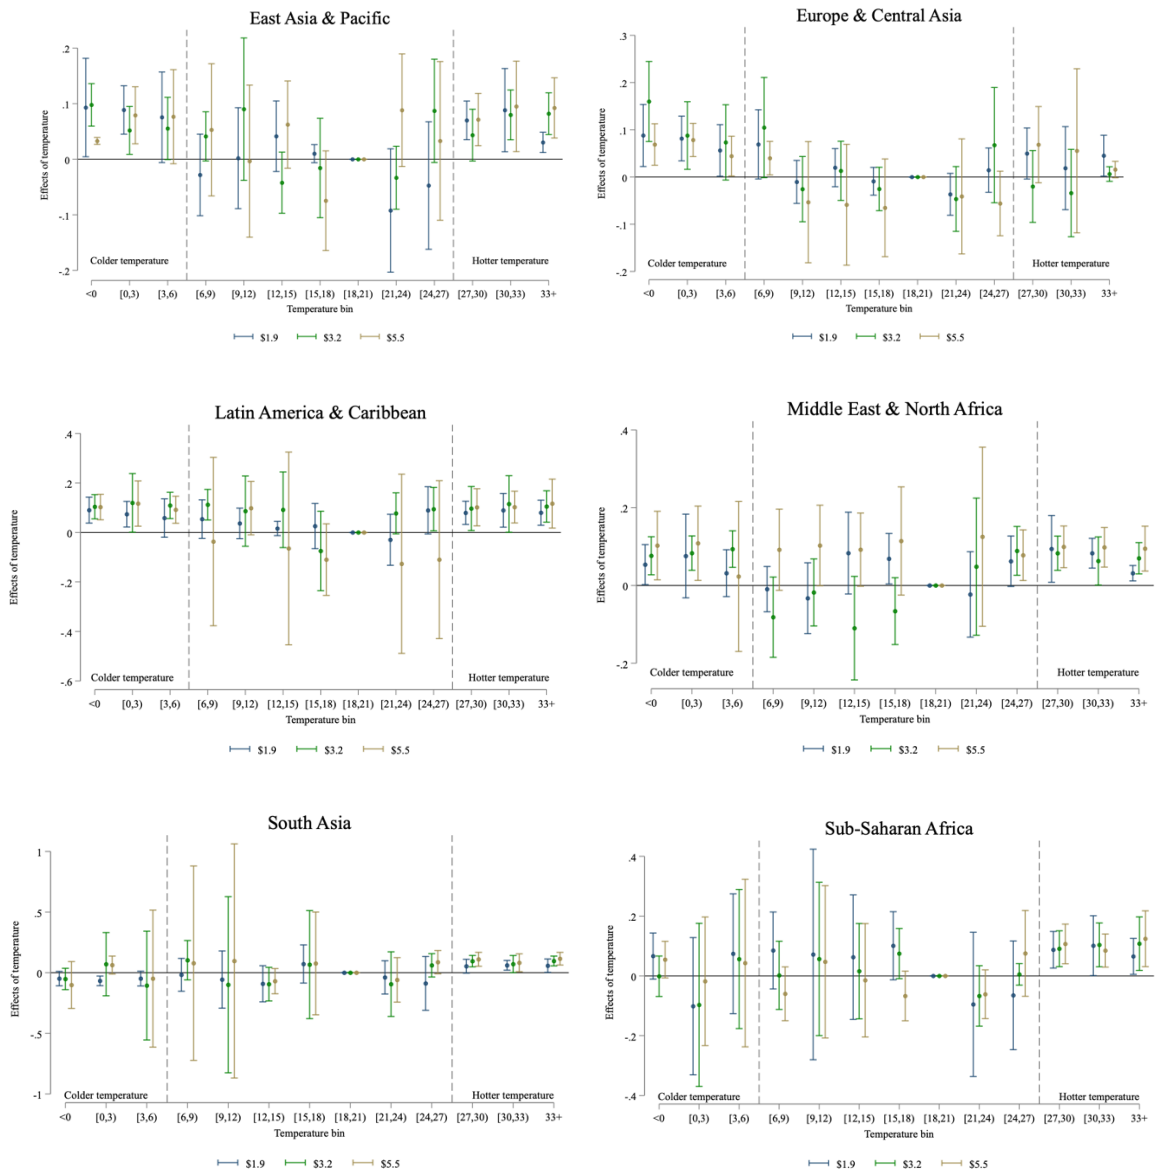 East Asia & Pacific
Effects of temperature
.2
.1
0
-.1
-.2
Colder temperature
Hotter temperature
<0 [0,3) [3,6) [6,9) [9,12) [12,15) [15,18) [18,21) [21,24) [24,27) [27,30) [30,33) 33+
Temperature bin
$1.9 $3.2 $5.5
Europe & Central Asia
Effects of temperature
.3
.2
.1
0
-.1
-.2
Colder temperature
Hotter temperature
<0 [0,3) [3,6) [6,9) [9,12) [12,15) [15,18) [18,21) [21,24) [24,27) [27,30) [30,33) 33+
Temperature bin
$1.9 $3.2 $5.5
Latin America & Caribbean
Effects of temperature
.4
.2
0
-.2
-.4
-.6
Colder temperature
Hotter temperature
<0 [0,3) [3,6) [6,9) [9,12) [12,15) [15,18) [18,21) [21,24) [24,27) [27,30) [30,33) 33+
Temperature bin
$1.9 $3.2 $5.5
Middle East & North Africa
Effects of temperature
.4
.2
0
-.2
Colder temperature
Hotter temperature
<0 [0,3) [3,6) [6,9) [9,12) [12,15) [15,18) [18,21) [21,24) [24,27) [27,30) [30,33) 33+
Temperature bin
$1.9 $3.2 $5.5
South Asia
Effects of temperature
1
.5
0
-.5
-1
Colder temperature
Hotter temperature
<0 [0,3) [3,6) [6,9) [9,12) [12,15) [15,18) [18,21) [21,24) [24,27) [27,30) [30,33) 33+
Temperature bin
$1.9 $3.2 $5.5
Sub-Saharan Africa
Effects of temperature
.4
.2
0
-.2
-.4
Colder temperature
Hotter temperature
<0 [0,3) [3,6) [6,9) [9,12) [12,15) [15,18) [18,21) [21,24) [24,27) [27,30) [30,33) 33+
Temperature bin
$1.9 $3.2 $5.5